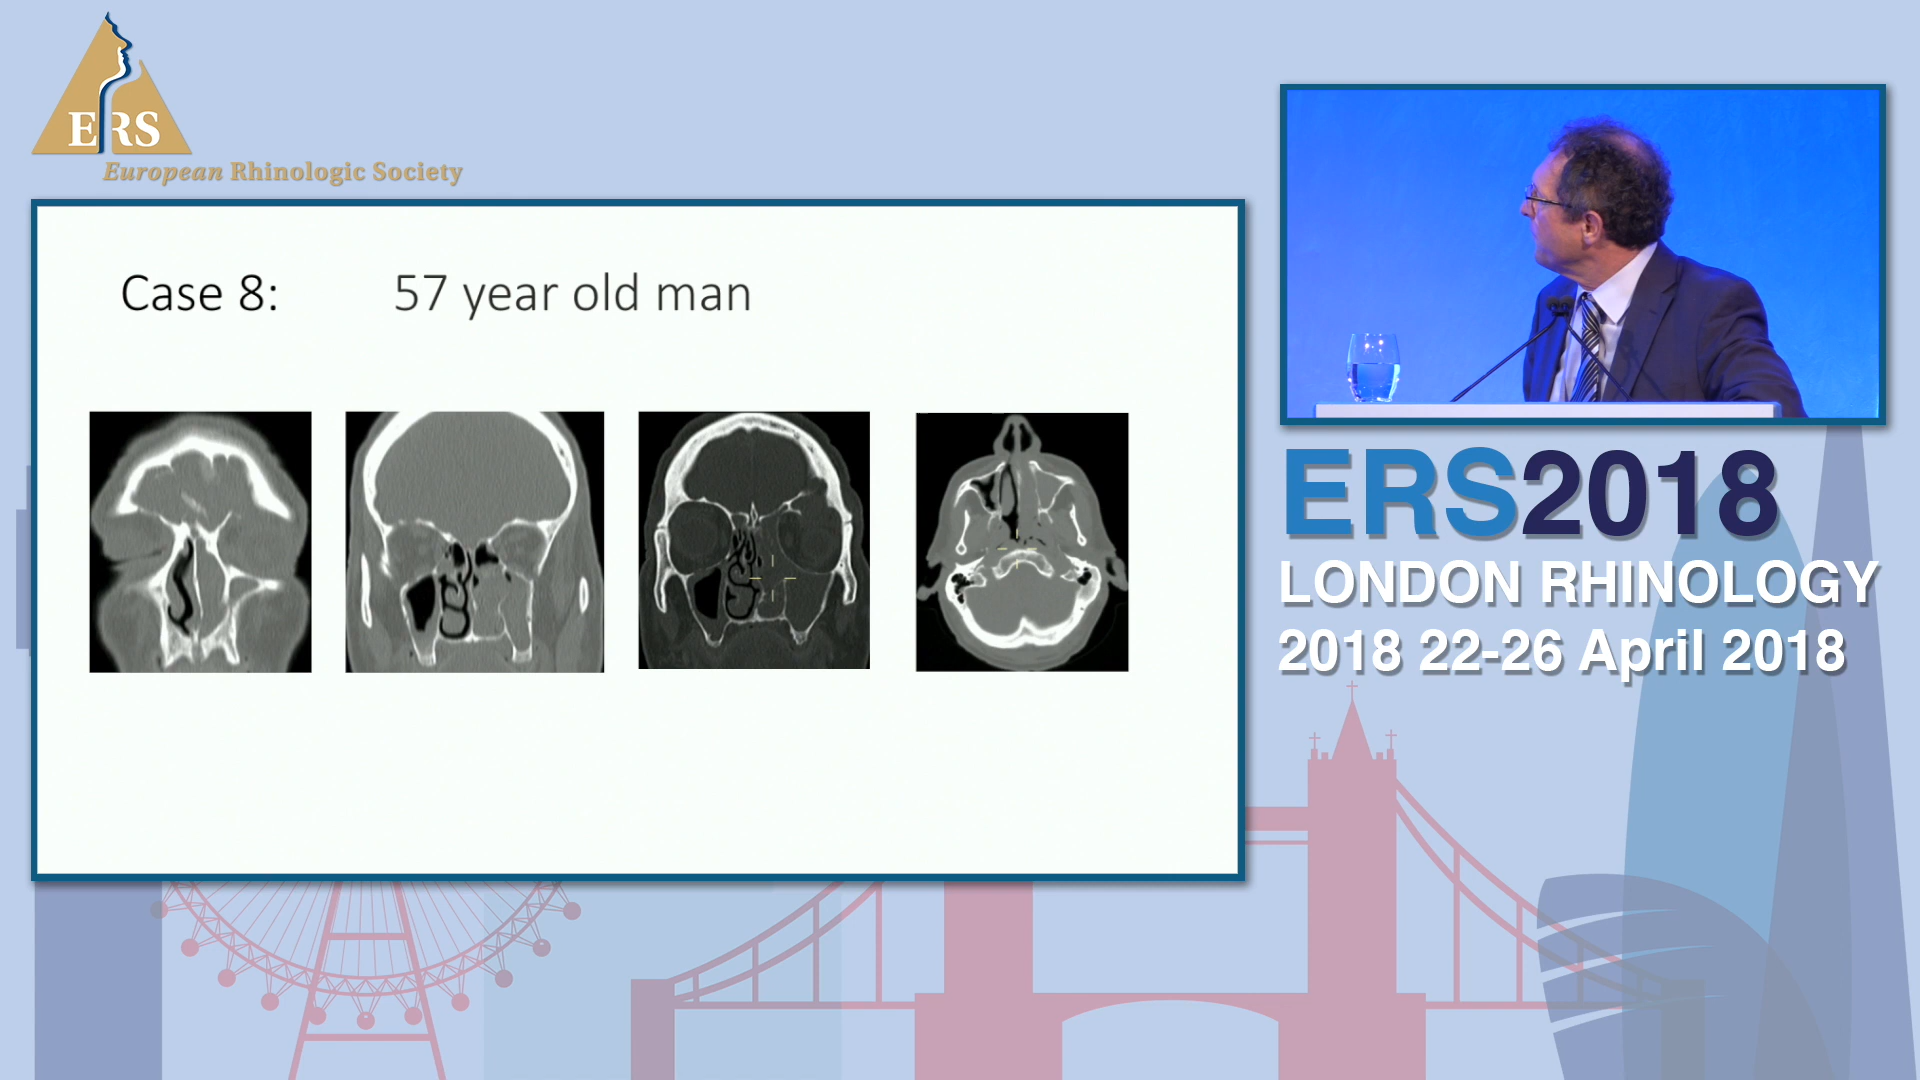 ERS
European Rhinologic Society
Case 8: 57 year old man
ERS2018
LONDON RHINOLOGY
2018 22-26 April 2018